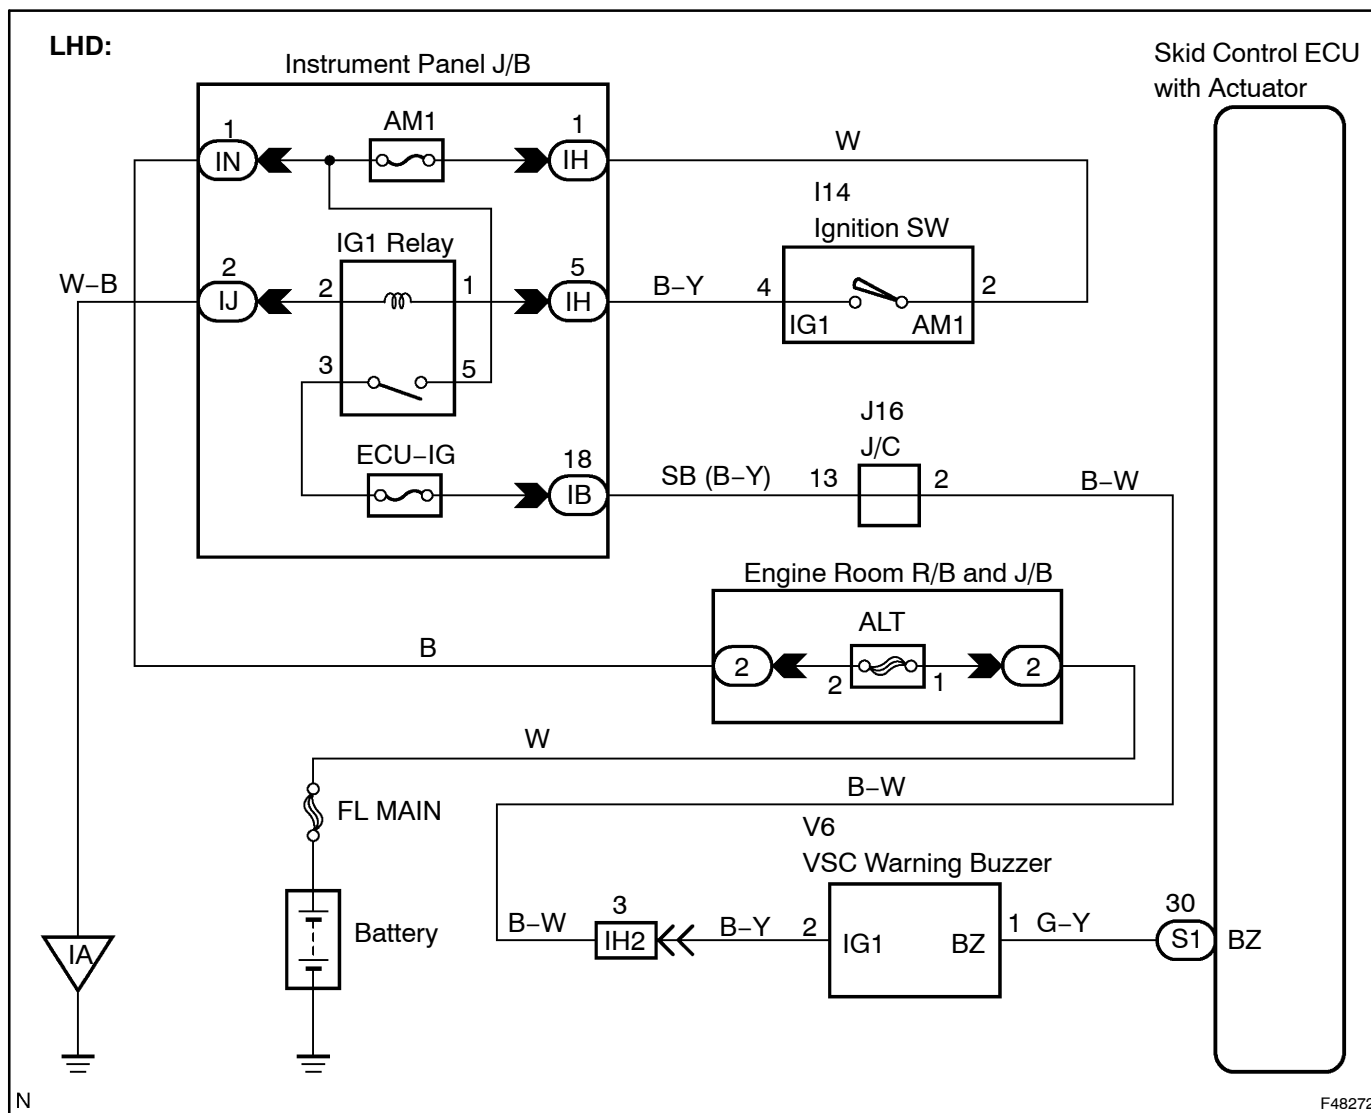 LHD:
Instrument Panel J/B
Skid Control ECU
with Actuator
1
AM1
1
IN
IH
W
I14
Ignition SW
IG1 Relay
W–B
2
2
1
5
B–Y
4
2
IJ
IH
IG1
AM1
3
5
J16
J/C
ECU–IG
18
IB
SB (B–Y)
13
2
B–W
Engine Room R/B and J/B
ALT
B
2
2
1
2
W
FL MAIN
B–W
V6
VSC Warning Buzzer
Battery
B–W
3
IH2
B–Y
2
IG1
BZ
1
G–Y
30
S1
BZ
IA
N
F48272